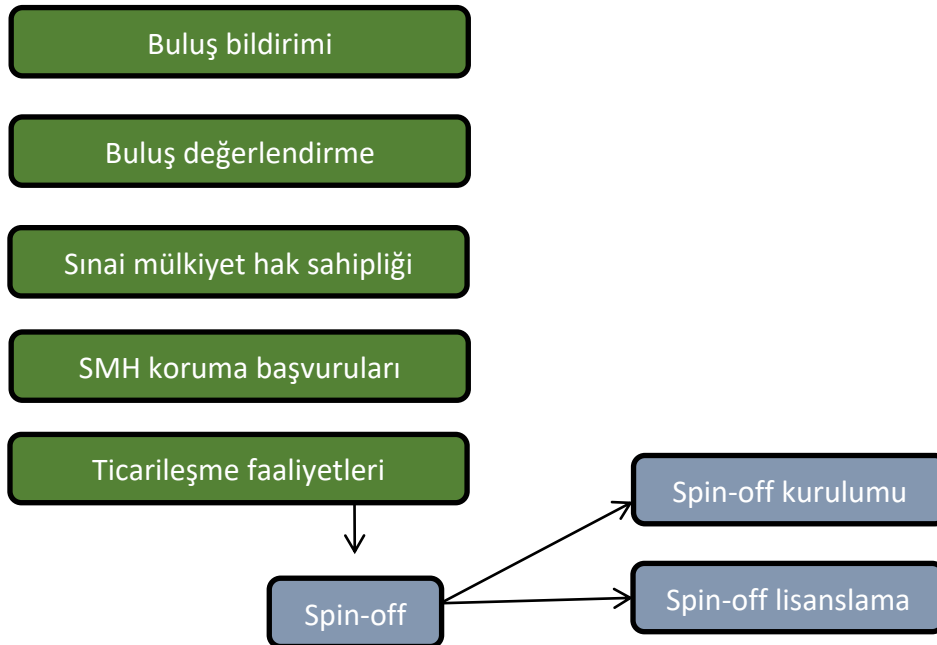 Buluş bildirimi
Buluş değerlendirme
Sınai mülkiyet hak sahipliği
SMH koruma başvuruları
Ticarileşme faaliyetleri
Spin-off kurulumu
Spin-off lisanslama
Spin-off